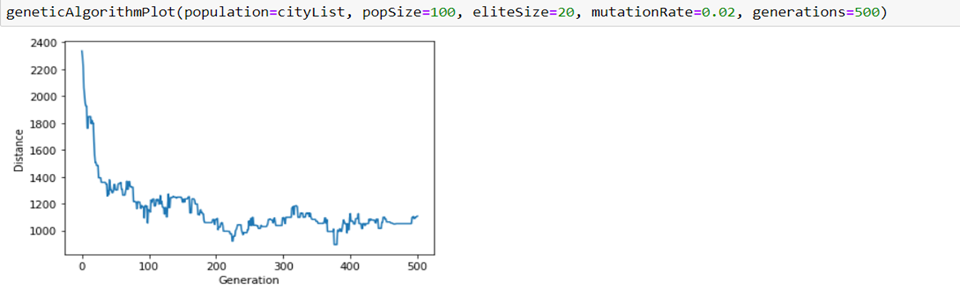 geneticAlgorithmPlot(population=cityList, popSize=100, eliteSize=20, mutationRate=0.02, generations=500)
2400
2200
2000
1800
1600
1400
1200
1000
Distance
0 100 200 300 400 500
Generation